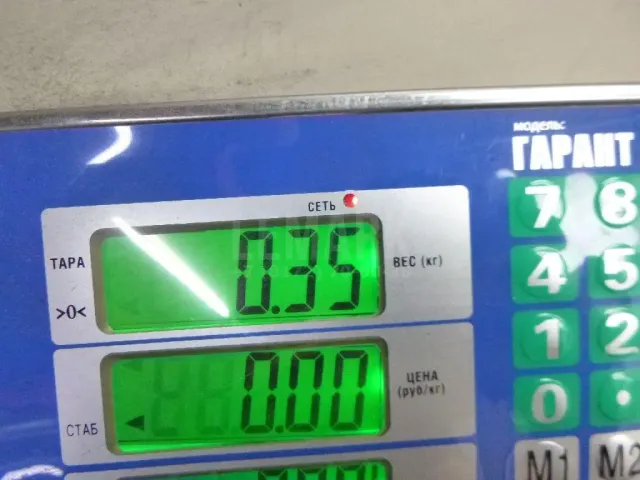 модель:
ГАРАНТ
СЕТЬ
ТАРА
0.35
ВЕС (кг)
>0<
7 8
4 5
1 2
0 .
ЦЕНА
(руб/кг)
0.00
СТАБ
M1 M2